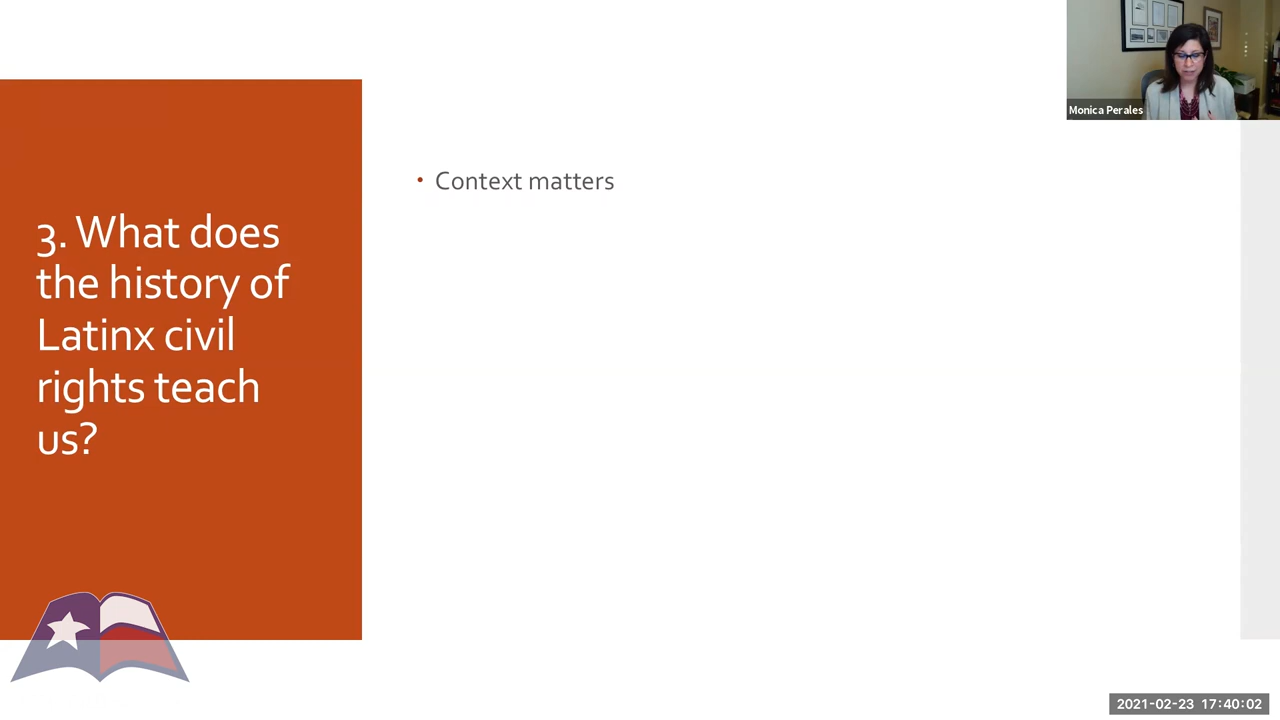 3. What does
the history of
Latinx civil
rights teach
us?
• Context matters
Monica Perales
2021-02-23 17:40:02